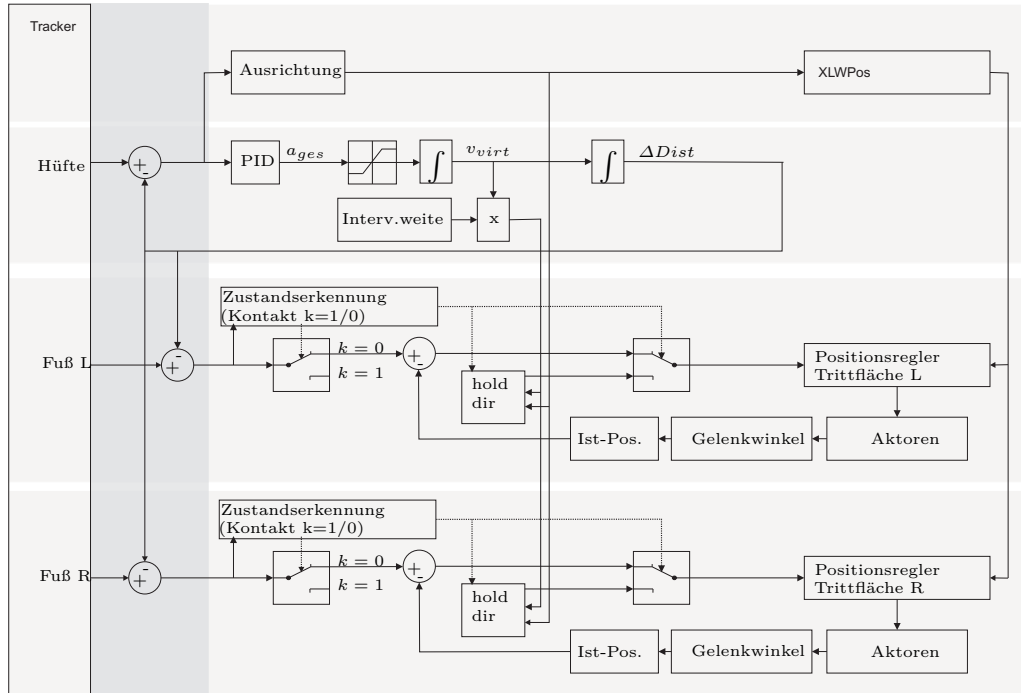 Tracker
Ausrichtung
XLWPos
Hüfte
+
-
PID
a_ges
∫
v_virt
∫
ΔDist
Interv.weite
x
Zustandserkennung
(Kontakt k=1/0)
Fuß L
-
+
k = 0
k = 1
+
-
hold
dir
Positionsregler
Trittfläche L
Ist-Pos.
Gelenkwinkel
Aktoren
Zustandserkennung
(Kontakt k=1/0)
Fuß R
-
+
k = 0
k = 1
+
-
hold
dir
Positionsregler
Trittfläche R
Ist-Pos.
Gelenkwinkel
Aktoren